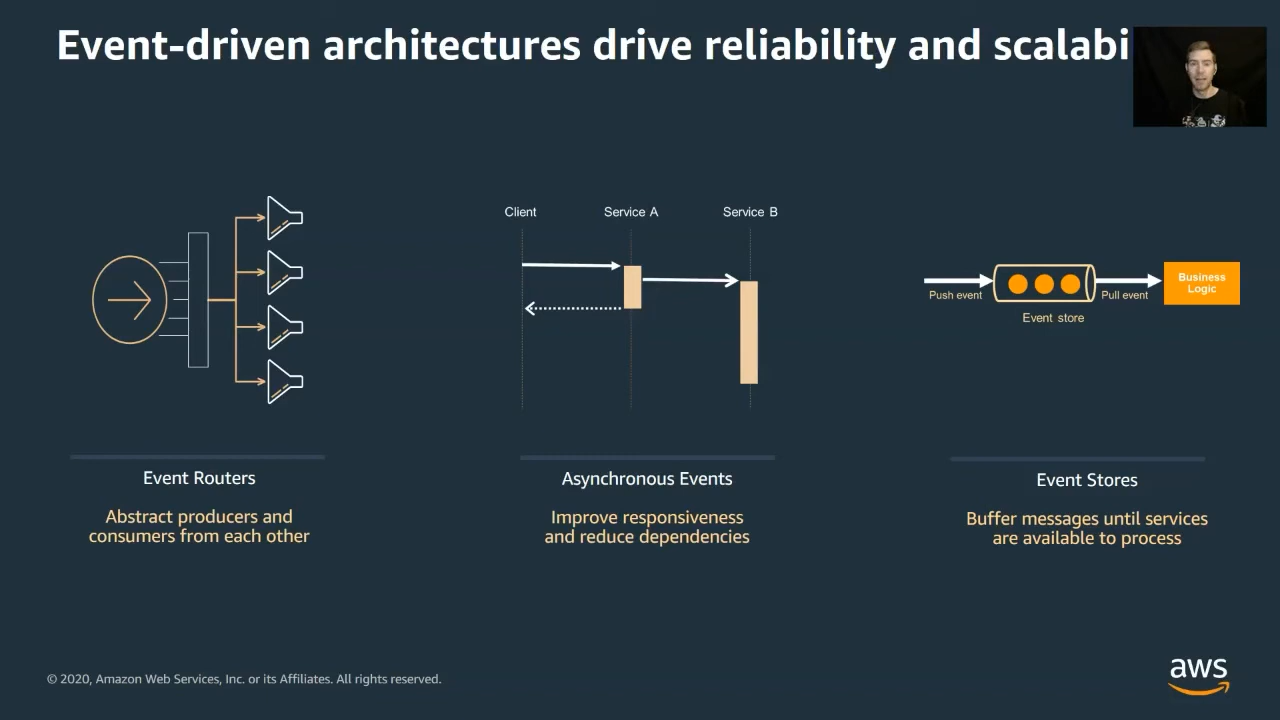 Event-driven architectures drive reliability and scalabi
Client
Service A
Service B
Push event
Pull event
Business
Logic
Event store
Event Routers
Abstract producers and
consumers from each other
Asynchronous Events
Improve responsiveness
and reduce dependencies
Event Stores
Buffer messages until services
are available to process
© 2020, Amazon Web Services, Inc. or its Affiliates. All rights reserved.
aws